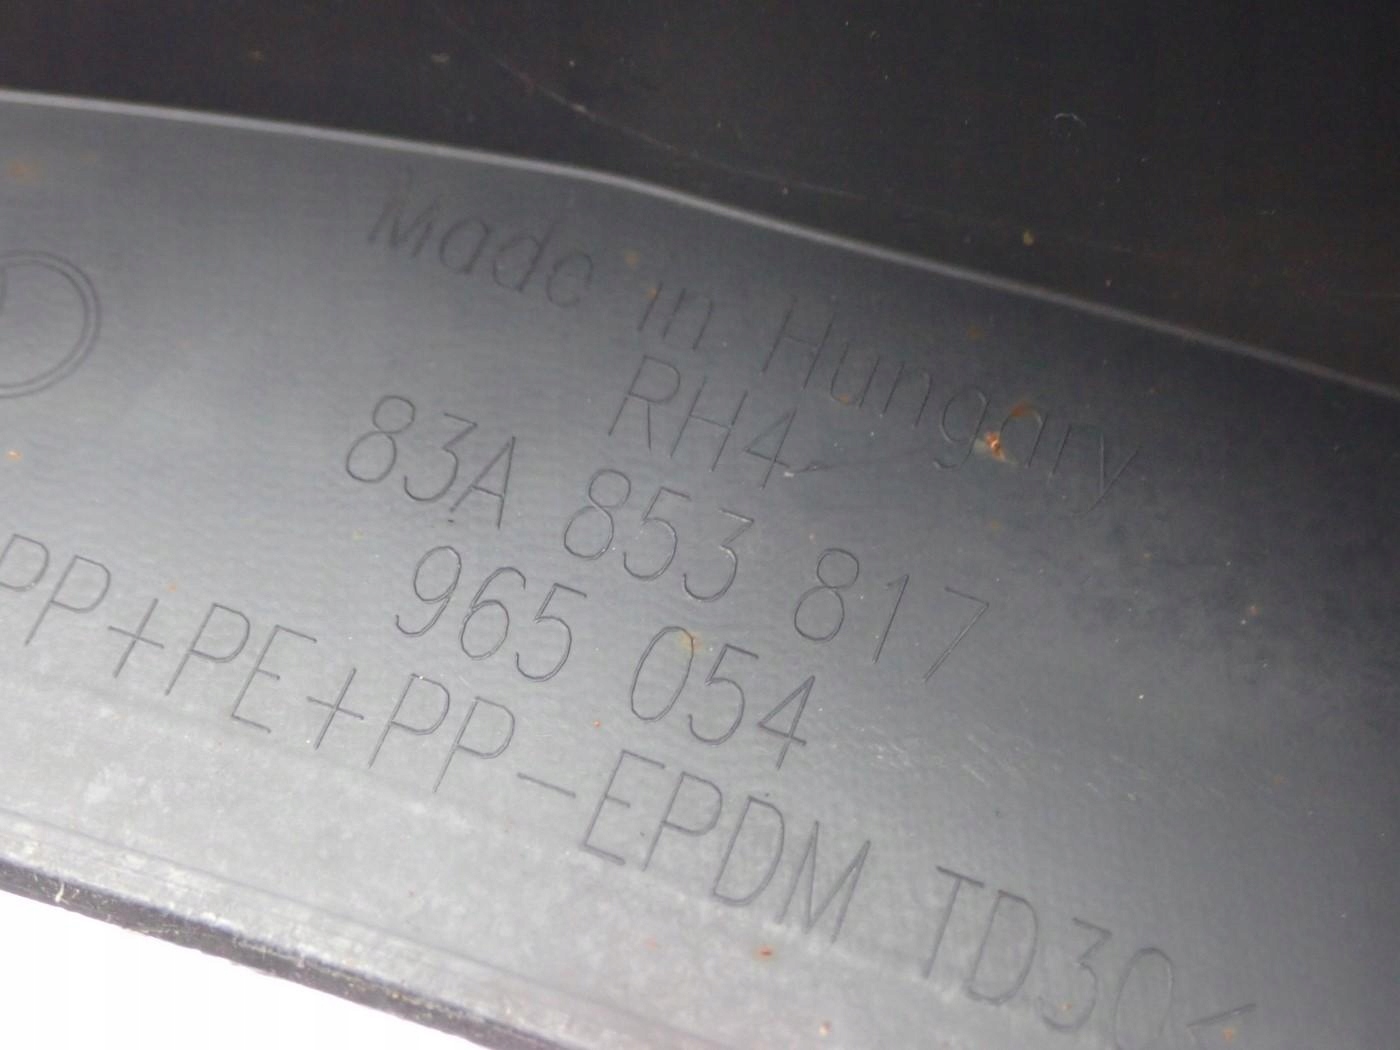 Made in Hungary
RH4
83A 853 817
965 054
PP+PE+PP-EPDM TD30<